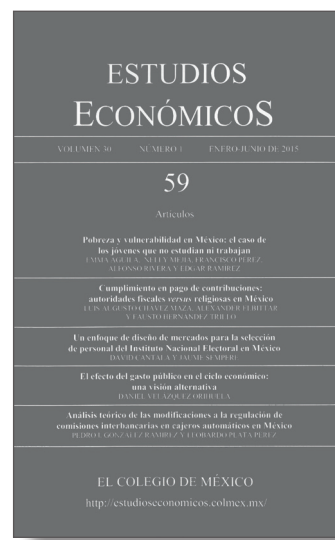 ESTUDIOS
ECONÓMICOS
VOLUMEN 30 NÚMERO 1 ENERO-JUNIO DE 2015
59
Artículos
Pobreza y vulnerabilidad en México: el caso de
los jóvenes que no estudian ni trabajan
EMMA AGUILA, NELLY MEJÍA, FRANCISCO PÉREZ
ALFONSO RIVERA Y EDGAR RAMÍREZ
Cumplimiento en pago de contribuciones:
autoridades fiscales versus religiosas en México
LUIS AUGUSTO CHÁVEZ MAZA, ALEXANDER
Y FAUSTO HERNÁNDEZ TRILLO
Un enfoque de diseño de mercados para la selección
de personal del Instituto Nacional Electoral en México
DAVID CANTALA Y JAUME SEMPERE
El efecto del gasto público en el ciclo económico:
una visión alternativa
DANIEL VELÁZQUEZ ORIHUELA
Análisis teórico de las modificaciones a la regulación de
comisiones interbancarias en cajeros automáticos en México
PEDRO I. GONZÁLEZ RAMÍREZ Y LEOBARDO PLATA PÉREZ
EL COLEGIO DE MÉXICO
http://estudioseconomicos.colmex.mx/